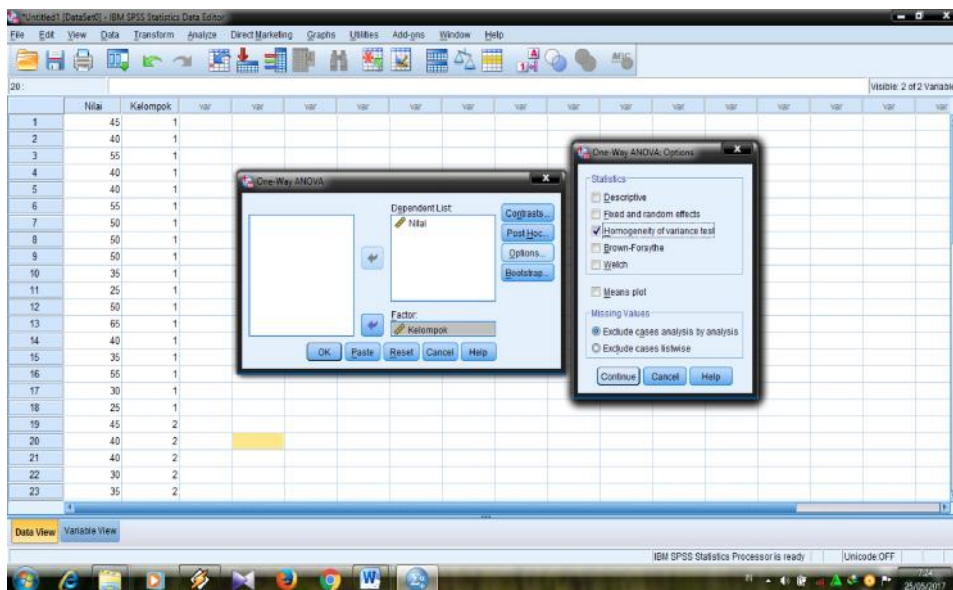 *Untitled1 [DataSet0] - IBM SPSS Statistics Data Editor
File Edit View Data Transform Analyze Direct Marketing Graphs Utilities Add-ons Window Help
20 :
Visible: 2 of 2 Variable
Nilai Kelompok var var var var var var var var var var var var var var
1 45 1
2 40 1
3 55 1
4 40 1
5 40 1
6 55 1
7 50 1
8 50 1
9 50 1
10 35 1
11 25 1
12 50 1
13 65 1
14 40 1
15 35 1
16 55 1
17 30 1
18 25 1
19 45 2
20 40 2
21 40 2
22 30 2
23 35 2
One-Way ANOVA
Dependent List:
Nilai
Contrasts...
Post Hoc...
Options...
Bootstrap...
Factor:
Kelompok
OK Paste Reset Cancel Help
One-Way ANOVA: Options
Statistics
Descriptive
Fixed and random effects
Homogeneity of variance test
Brown-Forsythe
Welch
Means plot
Missing Values
Exclude cases analysis by analysis
Exclude cases listwise
Continue Cancel Help
Data View Variable View
IBM SPSS Statistics Processor is ready Unicode:OFF
7:24
25/05/2017